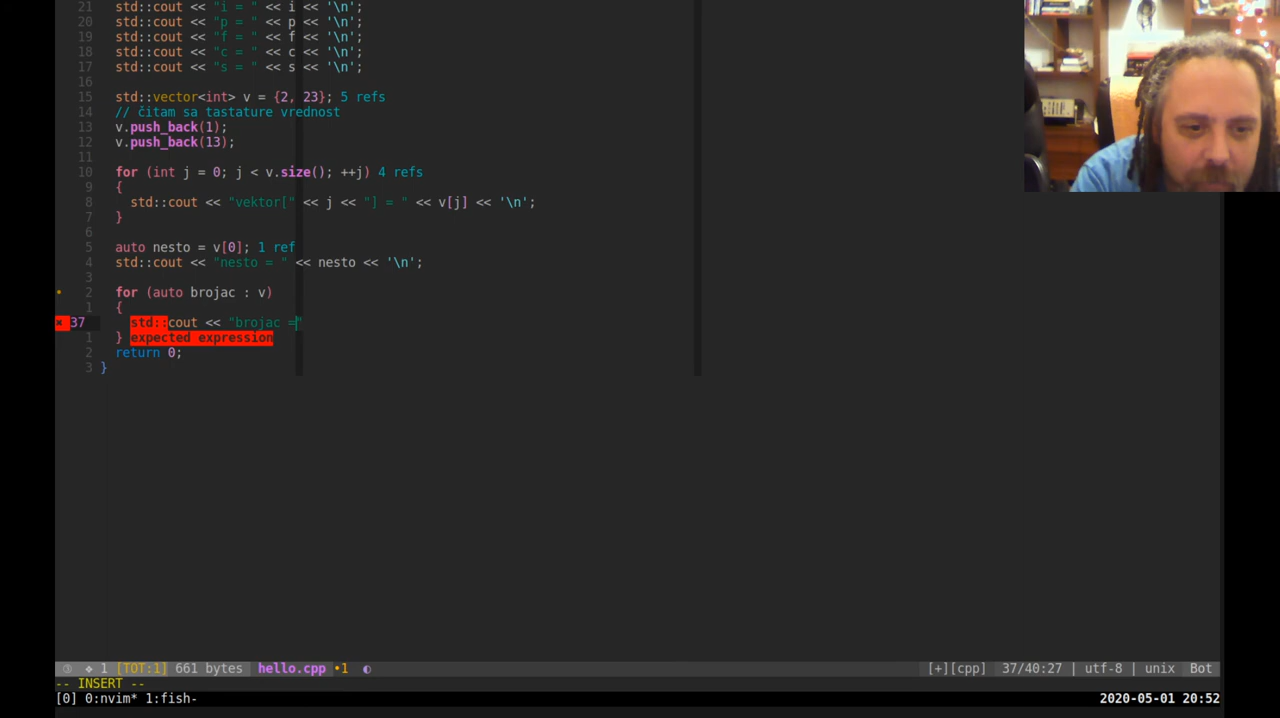 21 std::cout << "i = " << i << '\n';
20 std::cout << "p = " << p << '\n';
19 std::cout << "f = " << f << '\n';
18 std::cout << "c = " << c << '\n';
17 std::cout << "s = " << s << '\n';
16
15 std::vector<int> v = {2, 23}; 5 refs
14 // čitam sa tastature vrednost
13 v.push_back(1);
12 v.push_back(13);
11
10 for (int j = 0; j < v.size(); ++j) 4 refs
9 {
8 std::cout << "vektor[" << j << "] = " << v[j] << '\n';
7 }
6
5 auto nesto = v[0]; 1 ref
4 std::cout << "nesto = " << nesto << '\n';
3
2 for (auto brojac : v)
1 {
37 std::cout << "brojac ="
1 } expected expression
2 return 0;
3 }
1 [TOT:1] 661 bytes hello.cpp •1 [+][cpp] 37/40:27 | utf-8 | unix Bot
-- INSERT --
[0] 0:nvim* 1:fish- 2020-05-01 20:52